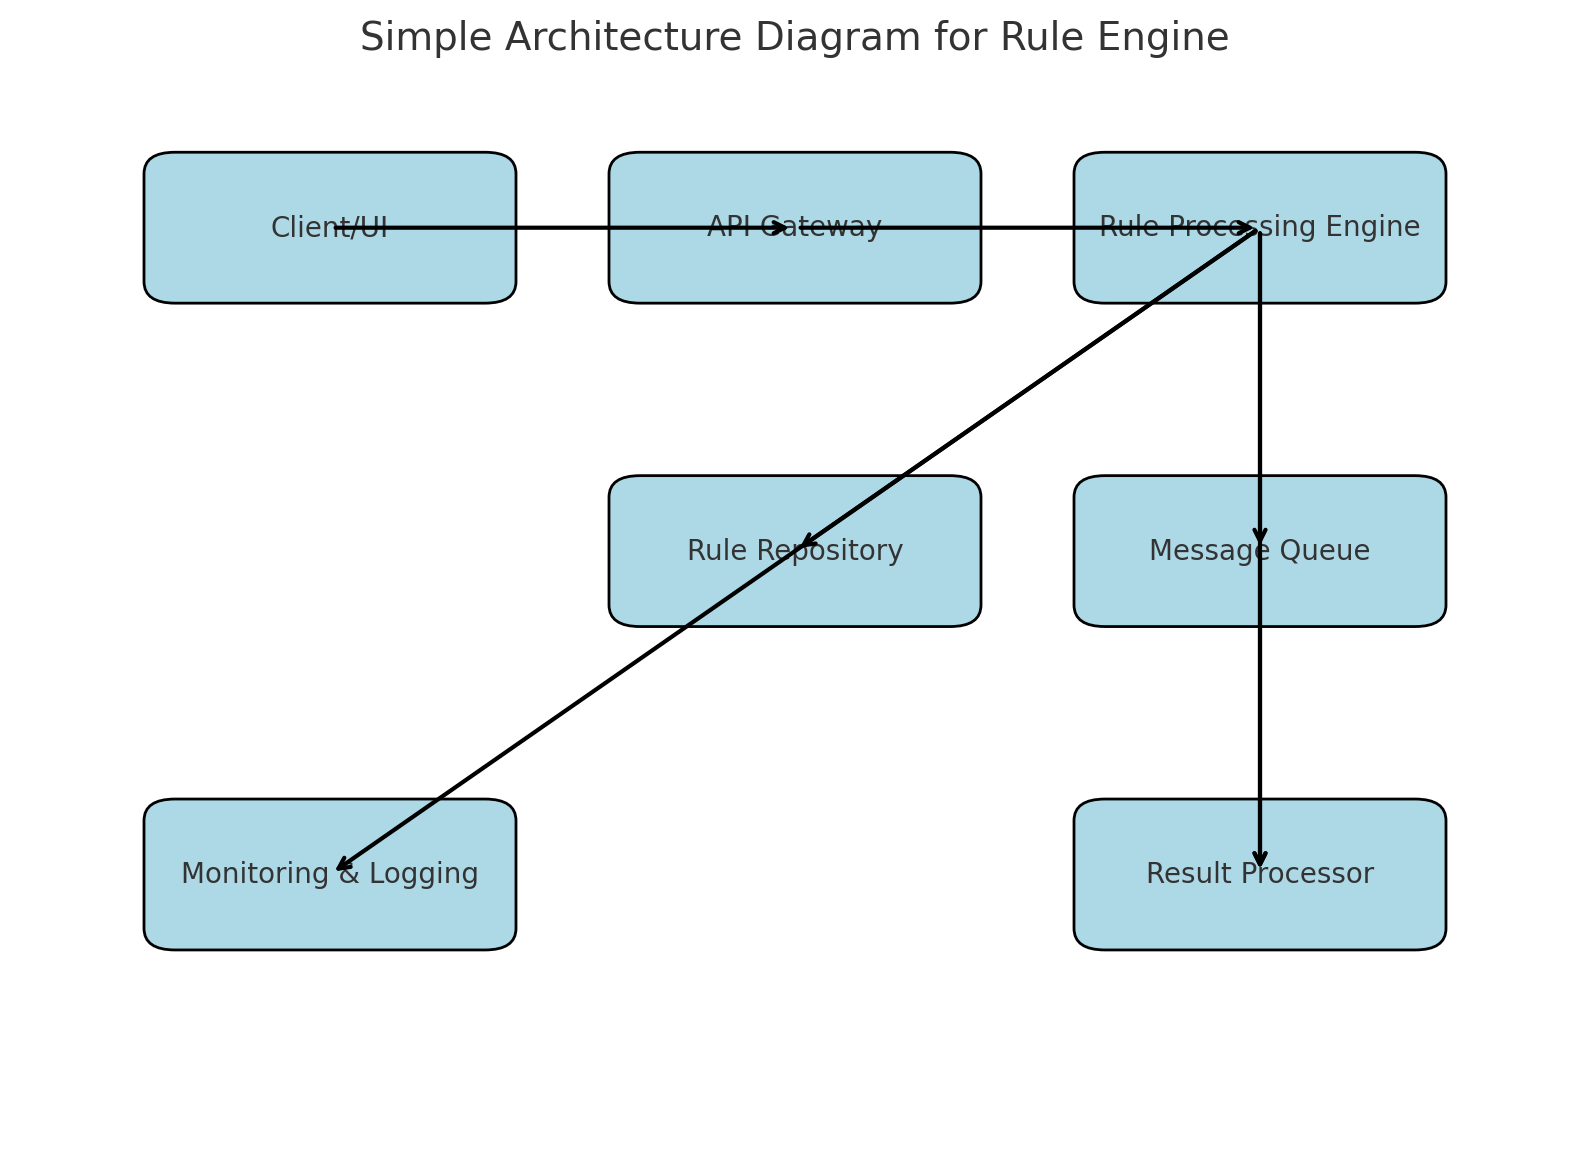 Simple Architecture Diagram for Rule Engine
Client/UI
API Gateway
Rule Processing Engine
Rule Repository
Message Queue
Monitoring & Logging
Result Processor